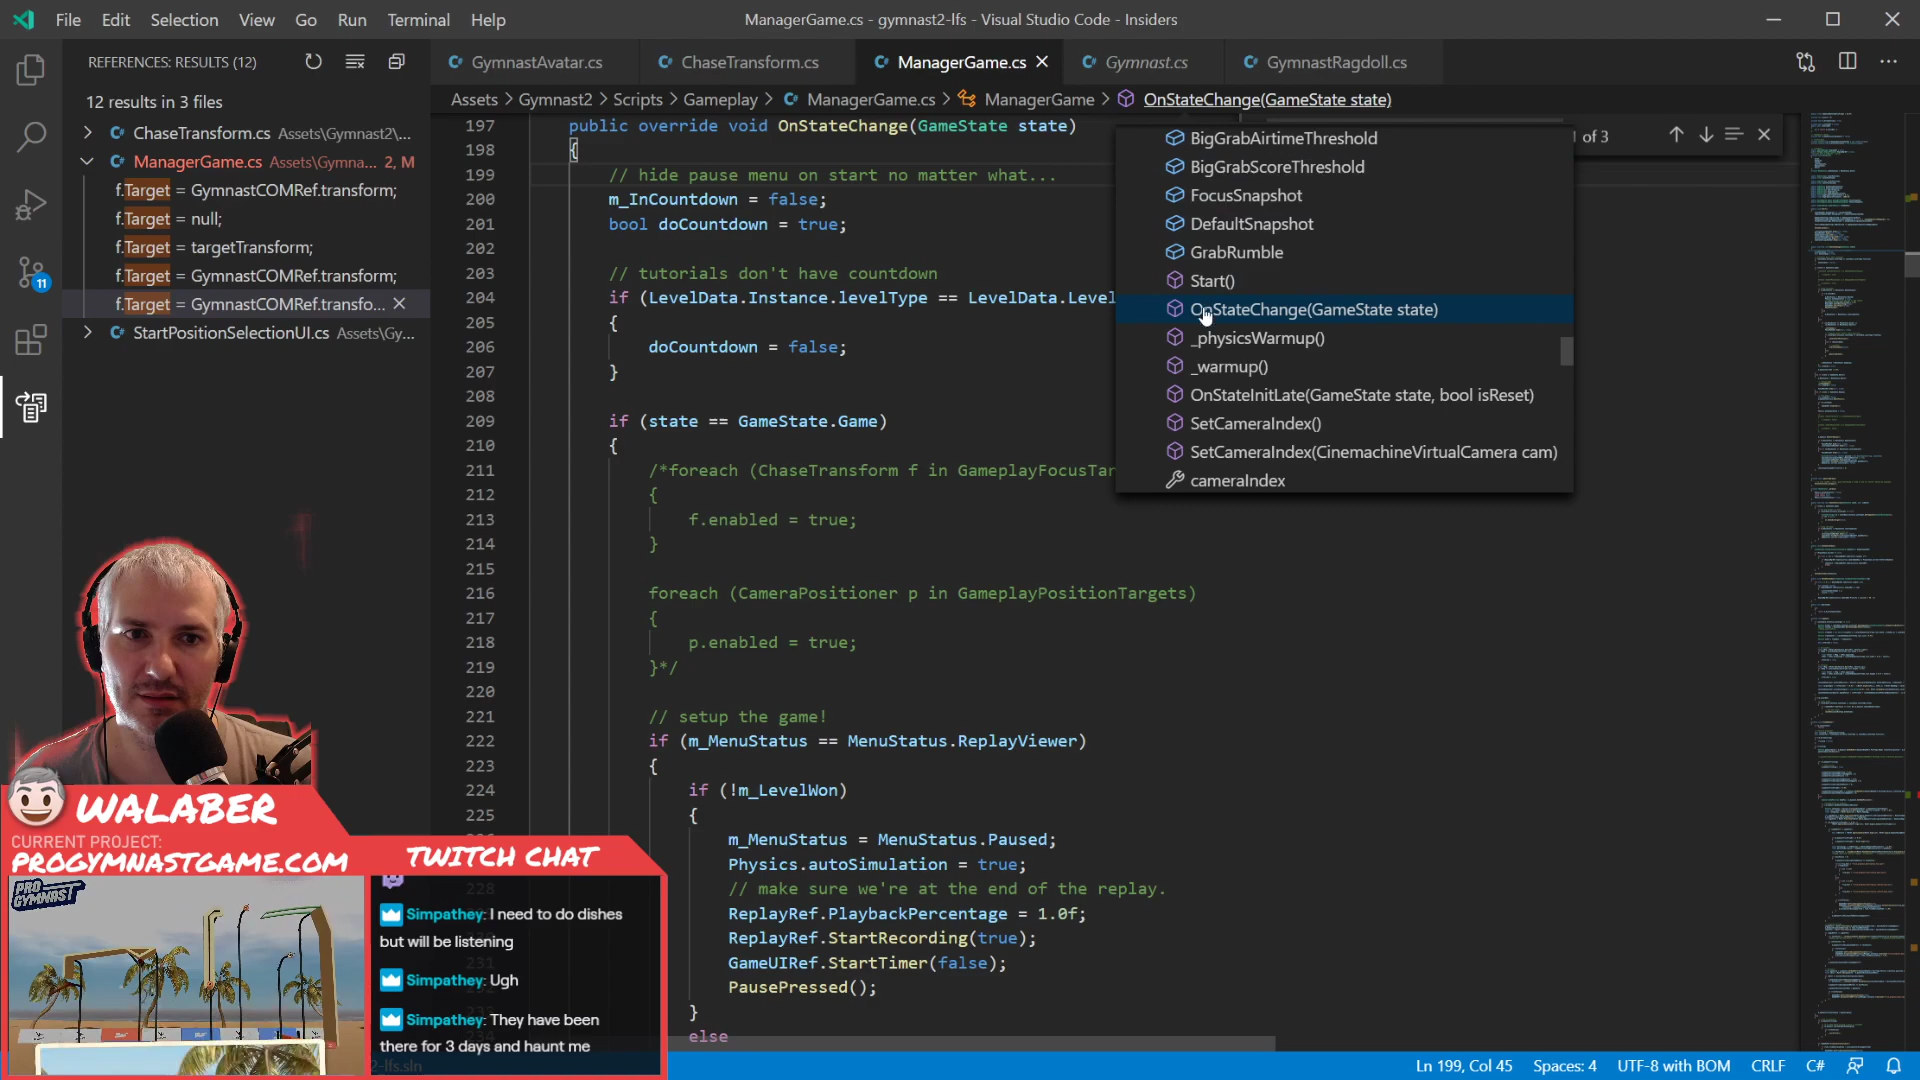 File Edit Selection View Go Run Terminal Help
ManagerGame.cs - gymnast2-lfs - Visual Studio Code - Insiders
REFERENCES: RESULTS (12)
GymnastAvatar.cs
ChaseTransform.cs
ManagerGame.cs
Gymnast.cs
GymnastRagdoll.cs
12 results in 3 files
ChaseTransform.cs Assets\Gymnast2\...
ManagerGame.cs Assets\Gymna... 2, M
f.Target = GymnastCOMRef.transform;
f.Target = null;
f.Target = targetTransform;
f.Target = GymnastCOMRef.transform;
f.Target = GymnastCOMRef.transfo...
StartPositionSelectionUI.cs Assets\Gy...
11
Assets > Gymnast2 > Scripts > Gameplay > ManagerGame.cs > ManagerGame > OnStateChange(GameState state)
197 public override void OnStateChange(GameState state)
198 {
199 // hide pause menu on start no matter what...
200 m_InCountdown = false;
201 bool doCountdown = true;
202
203 // tutorials don't have countdown
204 if (LevelData.Instance.levelType == LevelData.Level
205 {
206 doCountdown = false;
207 }
208
209 if (state == GameState.Game)
210 {
211 /*foreach (ChaseTransform f in GameplayFocusTar
212 {
213 f.enabled = true;
214 }
215
216 foreach (CameraPositioner p in GameplayPositionTargets)
217 {
218 p.enabled = true;
219 }*/
220
221 // setup the game!
222 if (m_MenuStatus == MenuStatus.ReplayViewer)
223 {
224 if (!m_LevelWon)
225 {
m_MenuStatus = MenuStatus.Paused;
Physics.autoSimulation = true;
228 // make sure we're at the end of the replay.
ReplayRef.PlaybackPercentage = 1.0f;
ReplayRef.StartRecording(true);
231 GameUIRef.StartTimer(false);
PausePressed();
}
else
of 3
BigGrabAirtimeThreshold
BigGrabScoreThreshold
FocusSnapshot
DefaultSnapshot
GrabRumble
Start()
OnStateChange(GameState state)
_physicsWarmup()
_warmup()
OnStateInitLate(GameState state, bool isReset)
SetCameraIndex()
SetCameraIndex(CinemachineVirtualCamera cam)
cameraIndex
WALABER
CURRENT PROJECT:
PROGYMNASTGAME.COM
PRO GYMNAST
TWITCH CHAT
Simpathey: I need to do dishes
but will be listening
Simpathey: Ugh
Simpathey: They have been
there for 3 days and haunt me
2-lfs.sln
Ln 199, Col 45 Spaces: 4 UTF-8 with BOM CRLF C#